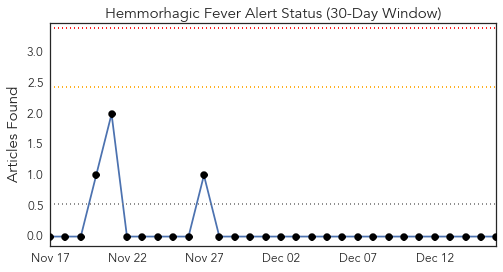 Hemmorhagic Fever Alert Status (30-Day Window)
Articles Found
3.0
2.5
2.0
1.5
1.0
0.5
0.0
Nov 17 Nov 22 Nov 27 Dec 02 Dec 07 Dec 12